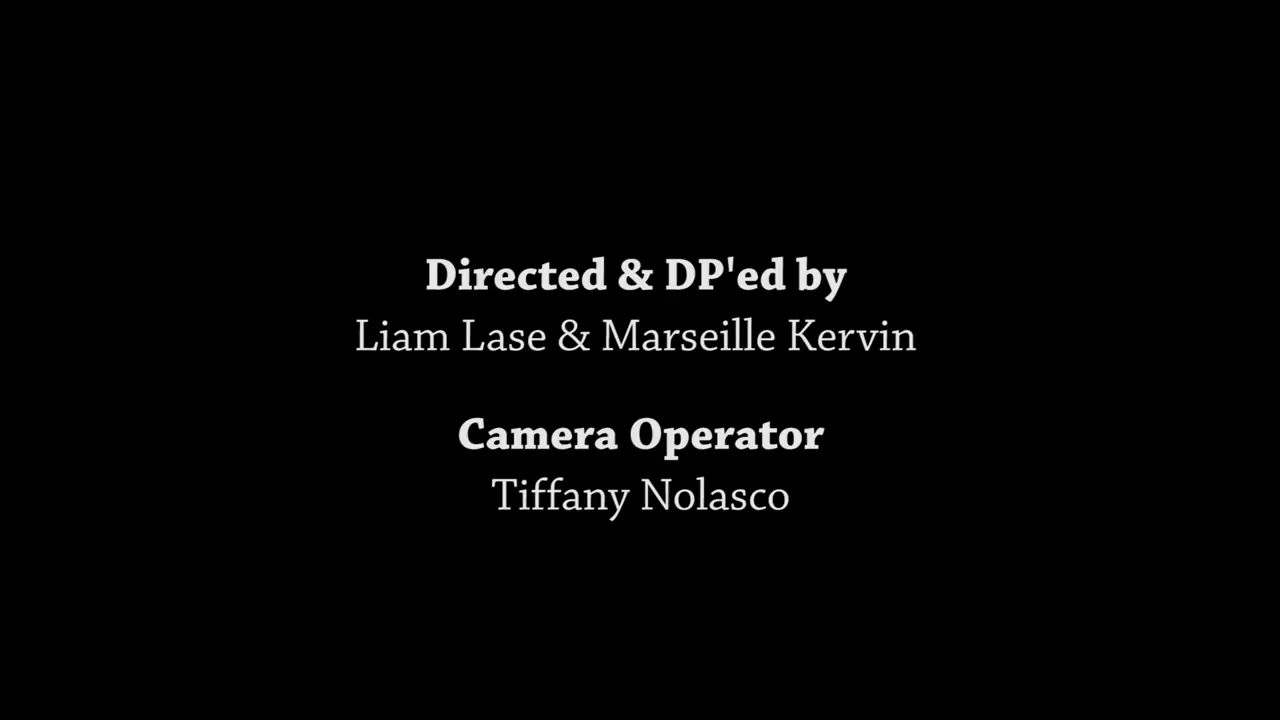 Directed & DP'ed by
Liam Lase & Marseille Kervin
Camera Operator
Tiffany Nolasco